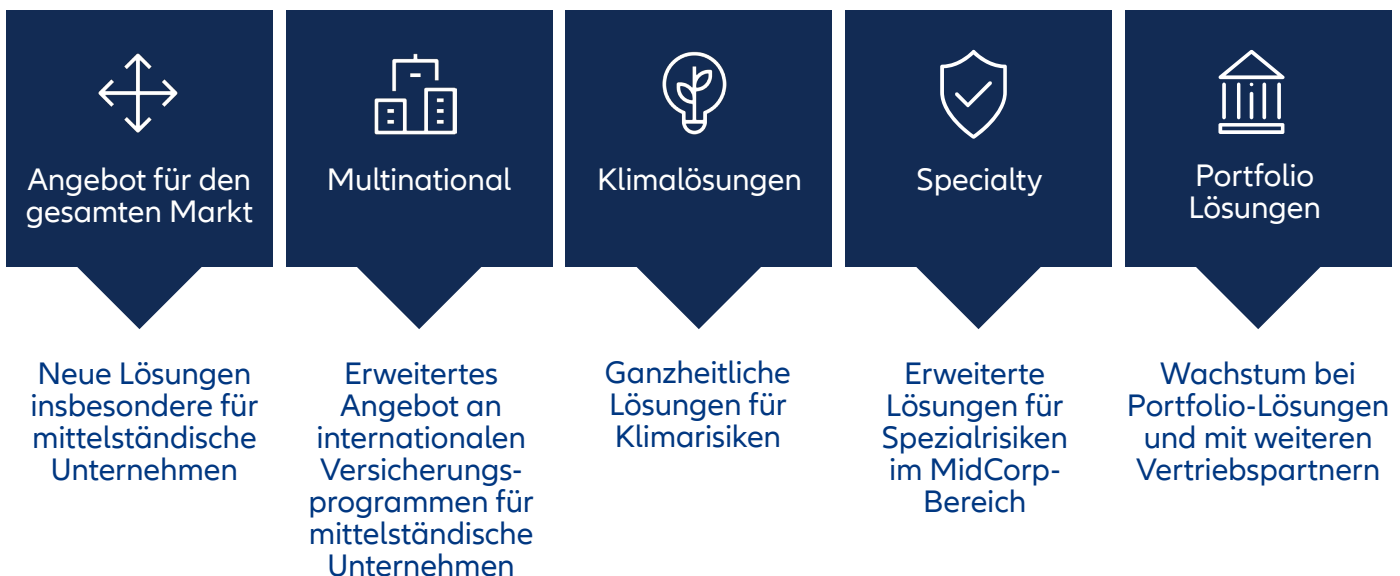 Angebot für den
gesamten Markt
Multinational
Klimalösungen
Specialty
Portfolio
Lösungen
Neue Lösungen
insbesondere für
mittelständische
Unternehmen
Erweitertes
Angebot an
internationalen
Versicherungs-
programmen für
mittelständische
Unternehmen
Ganzheitliche
Lösungen für
Klimarisiken
Erweiterte
Lösungen für
Spezialrisiken
im MidCorp-
Bereich
Wachstum bei
Portfolio-Lösungen
und mit weiteren
Vertriebspartnern